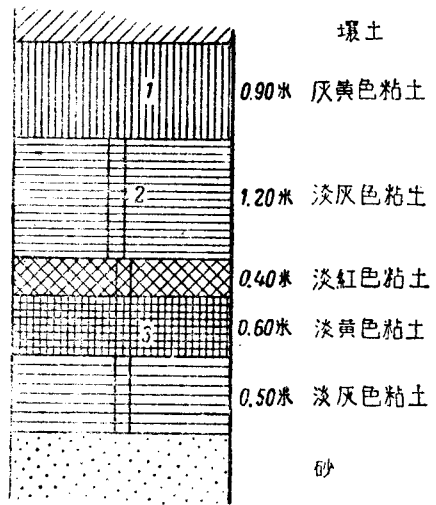 壤土
1 0.90米 灰黄色粘土
2 1.20米 淡灰色粘土
0.40米 淡紅色粘土
3 0.60米 淡黄色粘土
0.50米 淡灰色粘土
砂